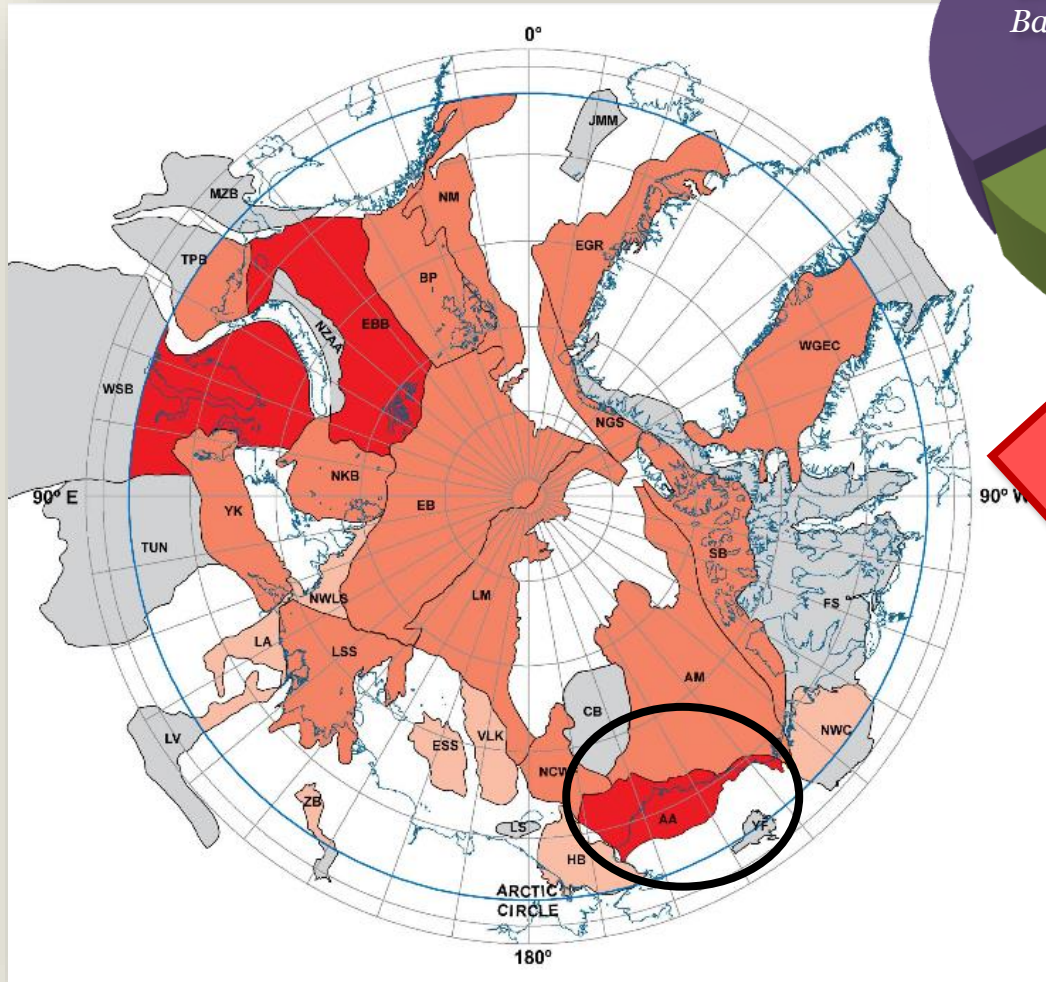 Ba
0°
JMM
MZB
NM
EGR
TPB
BP
NZAA
EBB
WGEC
WSB
NGS
NKB
90° E
90° W
YK
EB
TUN
SB
NWLS
LM
FS
LA
LSS
AM
CB
NWC
LV
ESS
VLK
NCW
ZB
AA
LS
YF
HB
ARCTIC
CIRCLE
180°